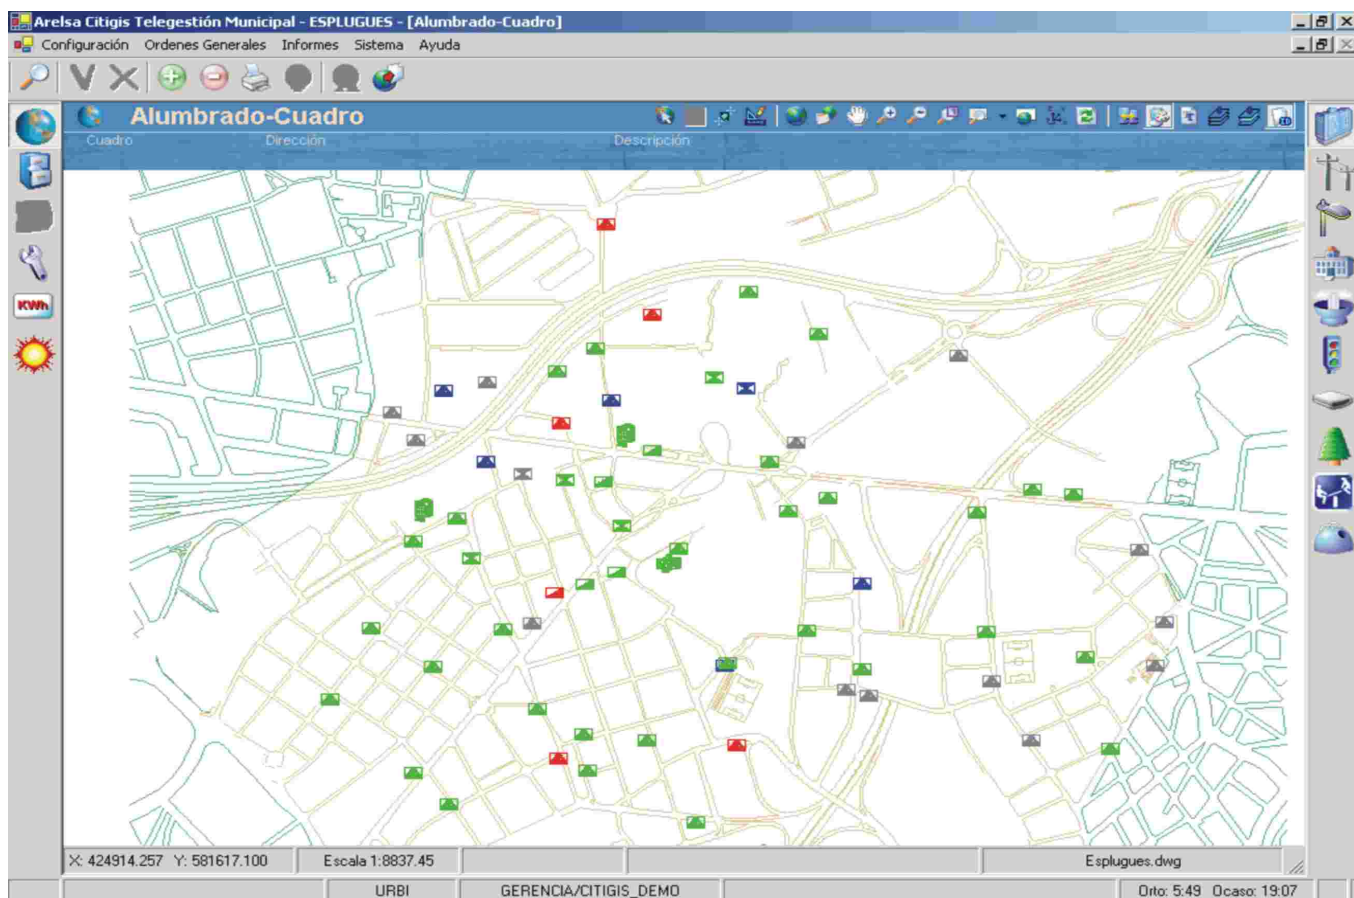 Arelsa Cítigis Telegestión Municipal - ESPLUGUES - [Alumbrado-Cuadro]
Configuración Ordenes Generales Informes Sistema Ayuda
Alumbrado-Cuadro
Cuadro Dirección Descripción
KWh
X: 424914.257 Y: 581617.100 Escala 1:8837.45 Esplugues.dwg
URBI GERENCIA/CITIGIS_DEMO Orto: 5:49 Ocaso: 19:07